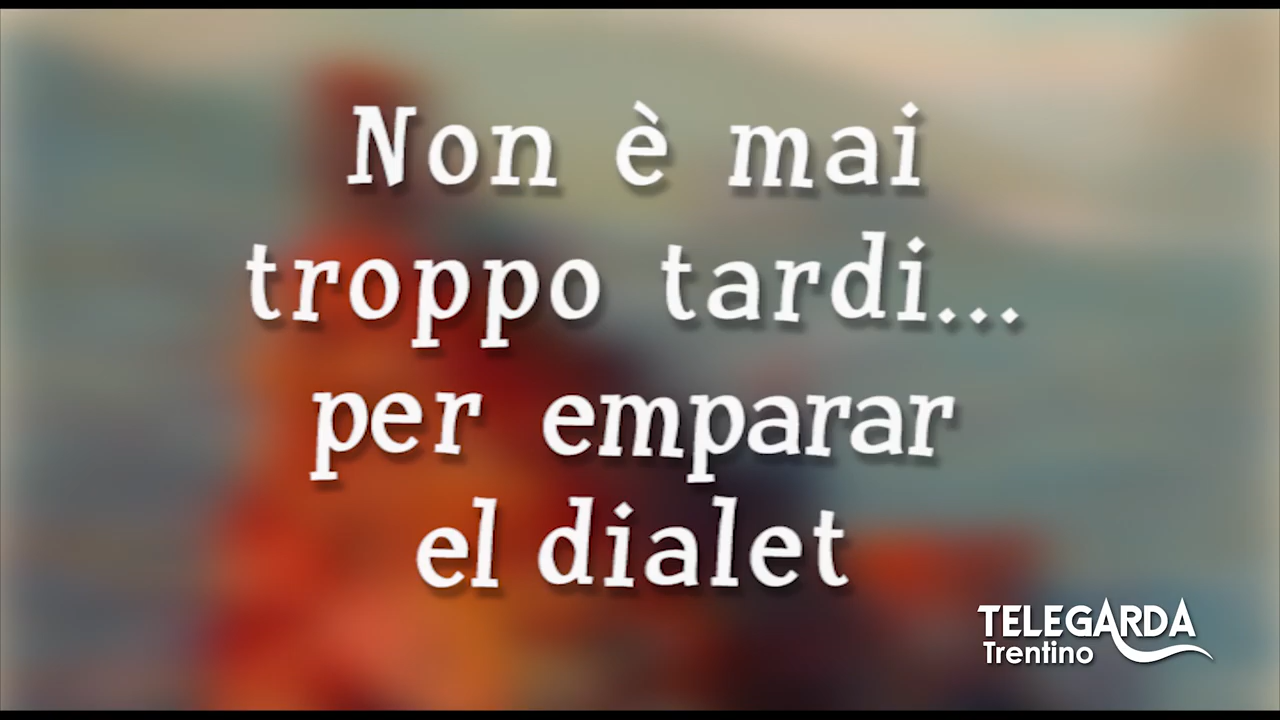 Non è mai
troppo tardi...
per emparar
el dialet
TELEGARDA
Trentino